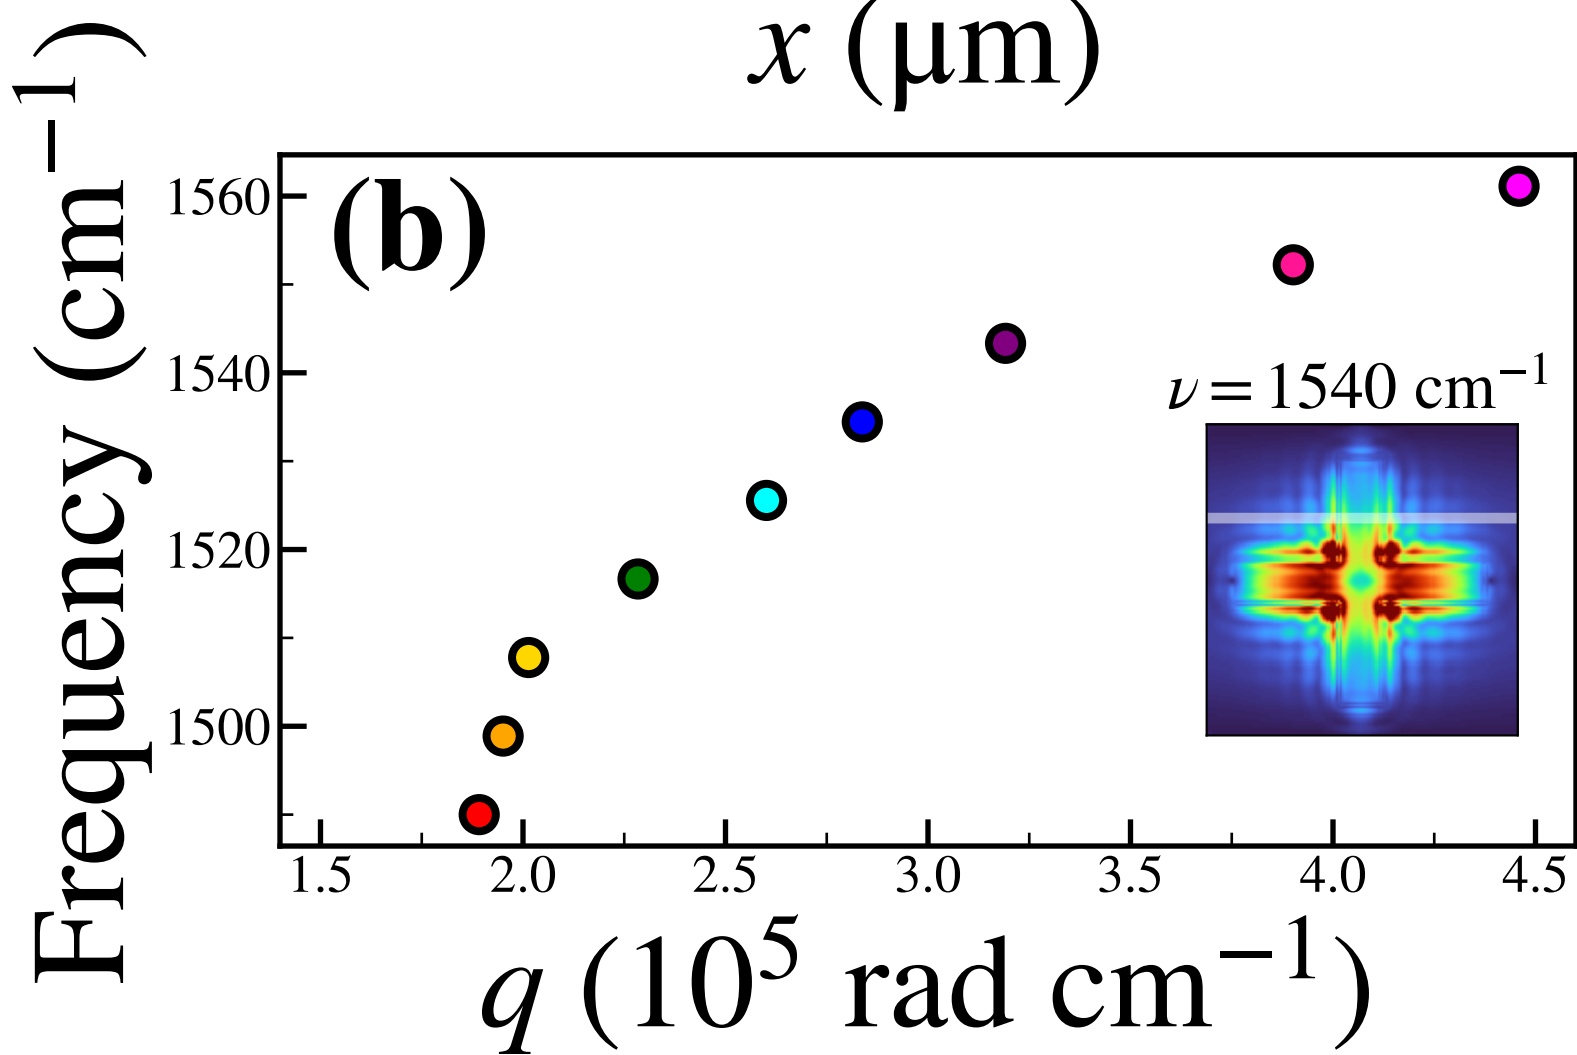 x (μm)
(b)
Frequency (cm⁻¹)
1560
1540
1520
1500
ν = 1540 cm⁻¹
1.5 2.0 2.5 3.0 3.5 4.0 4.5
q (10⁵ rad cm⁻¹)